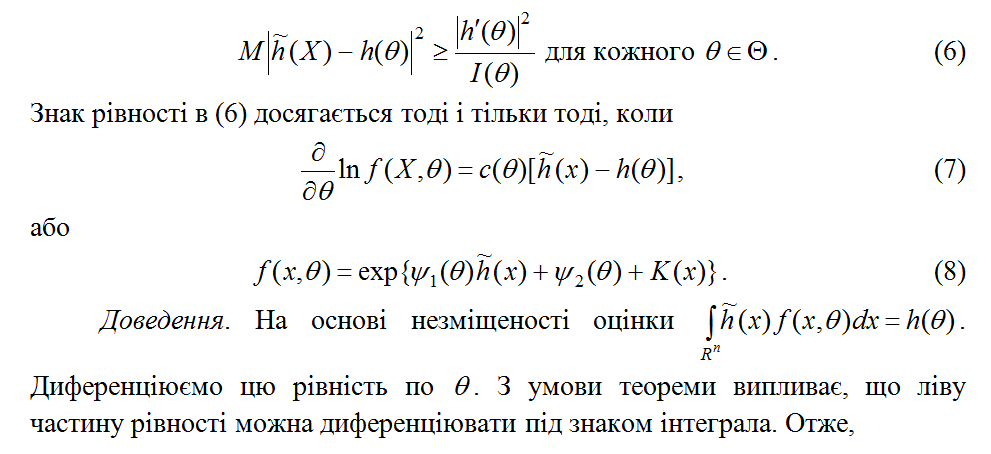 M|h̃(X) − h(θ)|² ≥ |h′(θ)|² / I(θ) для кожного θ ∈ Θ. (6)
Знак рівності в (6) досягається тоді і тільки тоді, коли
∂/∂θ ln f(X,θ) = c(θ)[h̃(x) − h(θ)], (7)
або
f(x,θ) = exp{ψ₁(θ)h̃(x) + ψ₂(θ) + K(x)}. (8)
Доведення. На основі незміщеності оцінки ∫_{Rⁿ} h̃(x)f(x,θ)dx = h(θ).
Диференціюємо цю рівність по θ. З умови теореми випливає, що ліву
частину рівності можна диференціювати під знаком інтеграла. Отже,